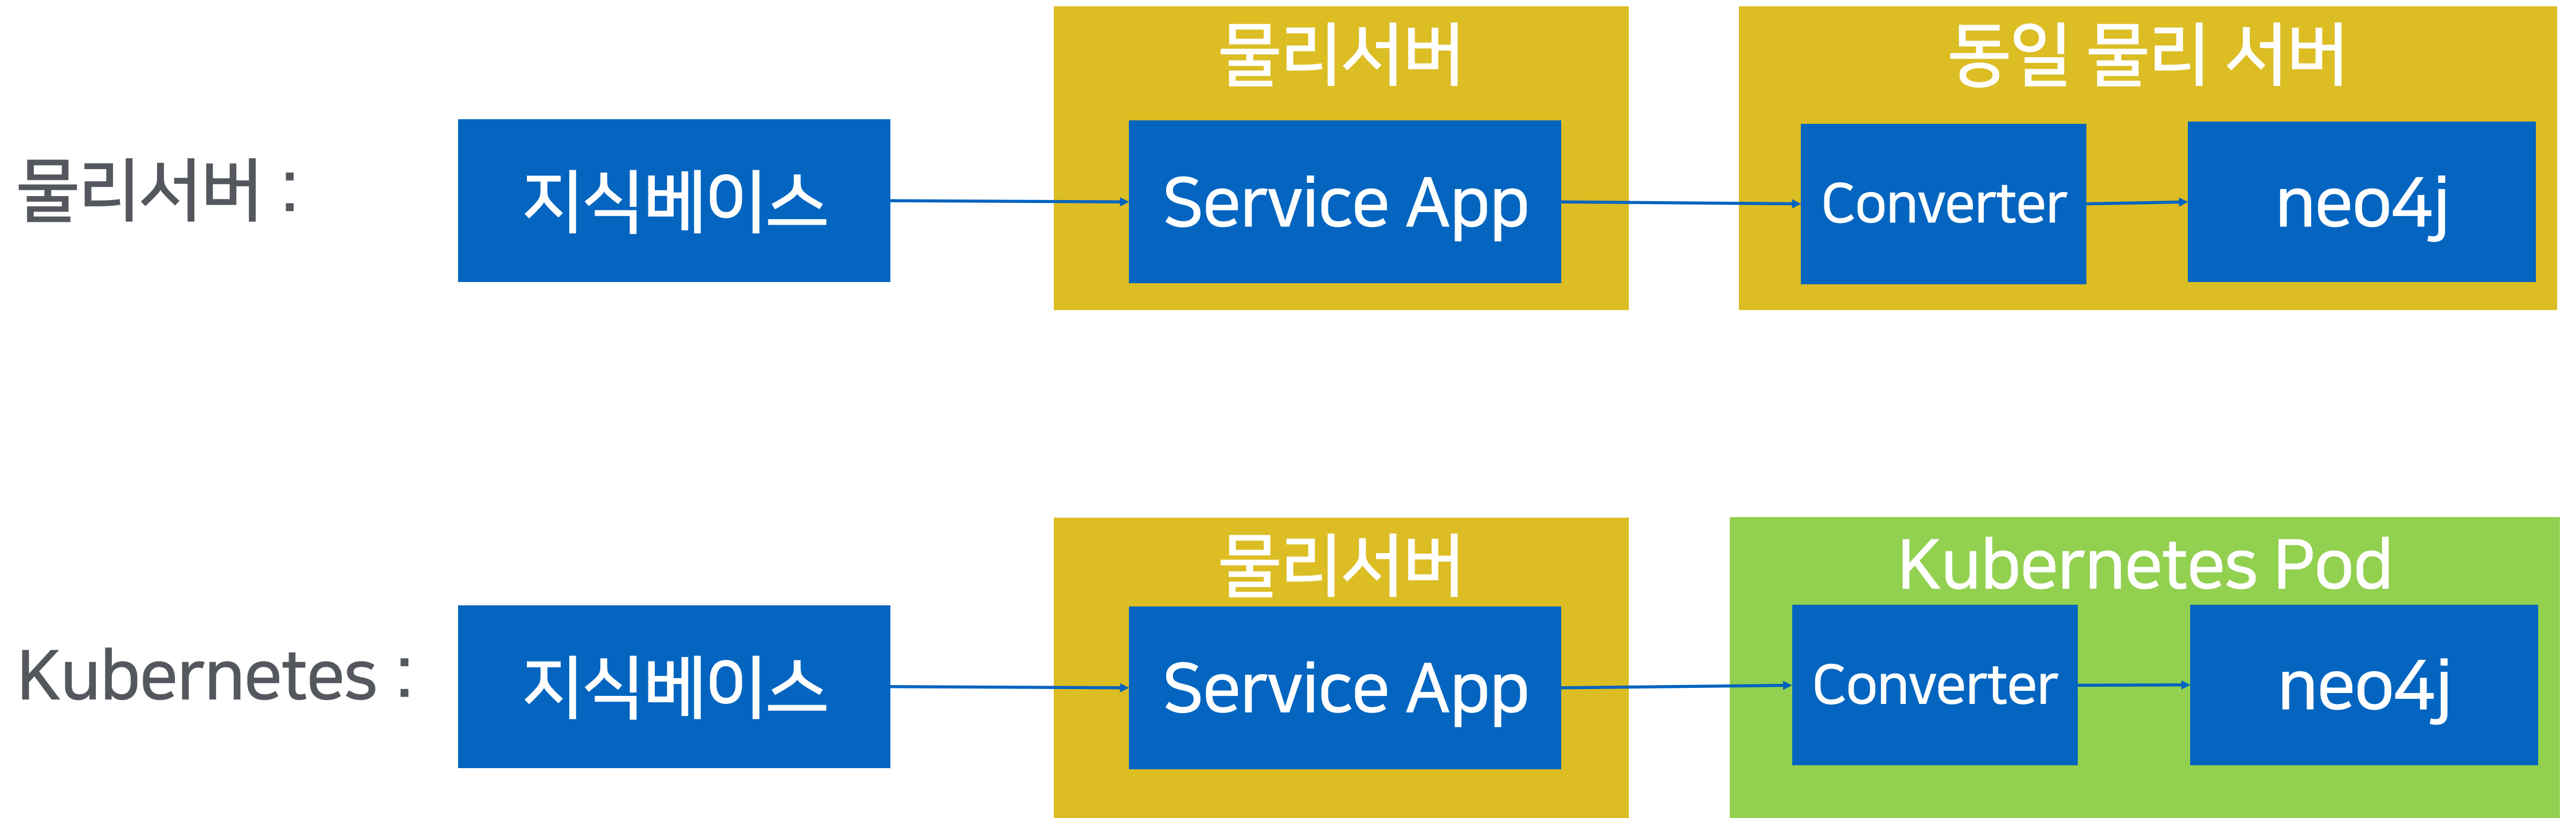 물리서버
동일 물리 서버
물리서버 :
지식베이스
Service App
Converter
neo4j
물리서버
Kubernetes Pod
Kubernetes :
지식베이스
Service App
Converter
neo4j